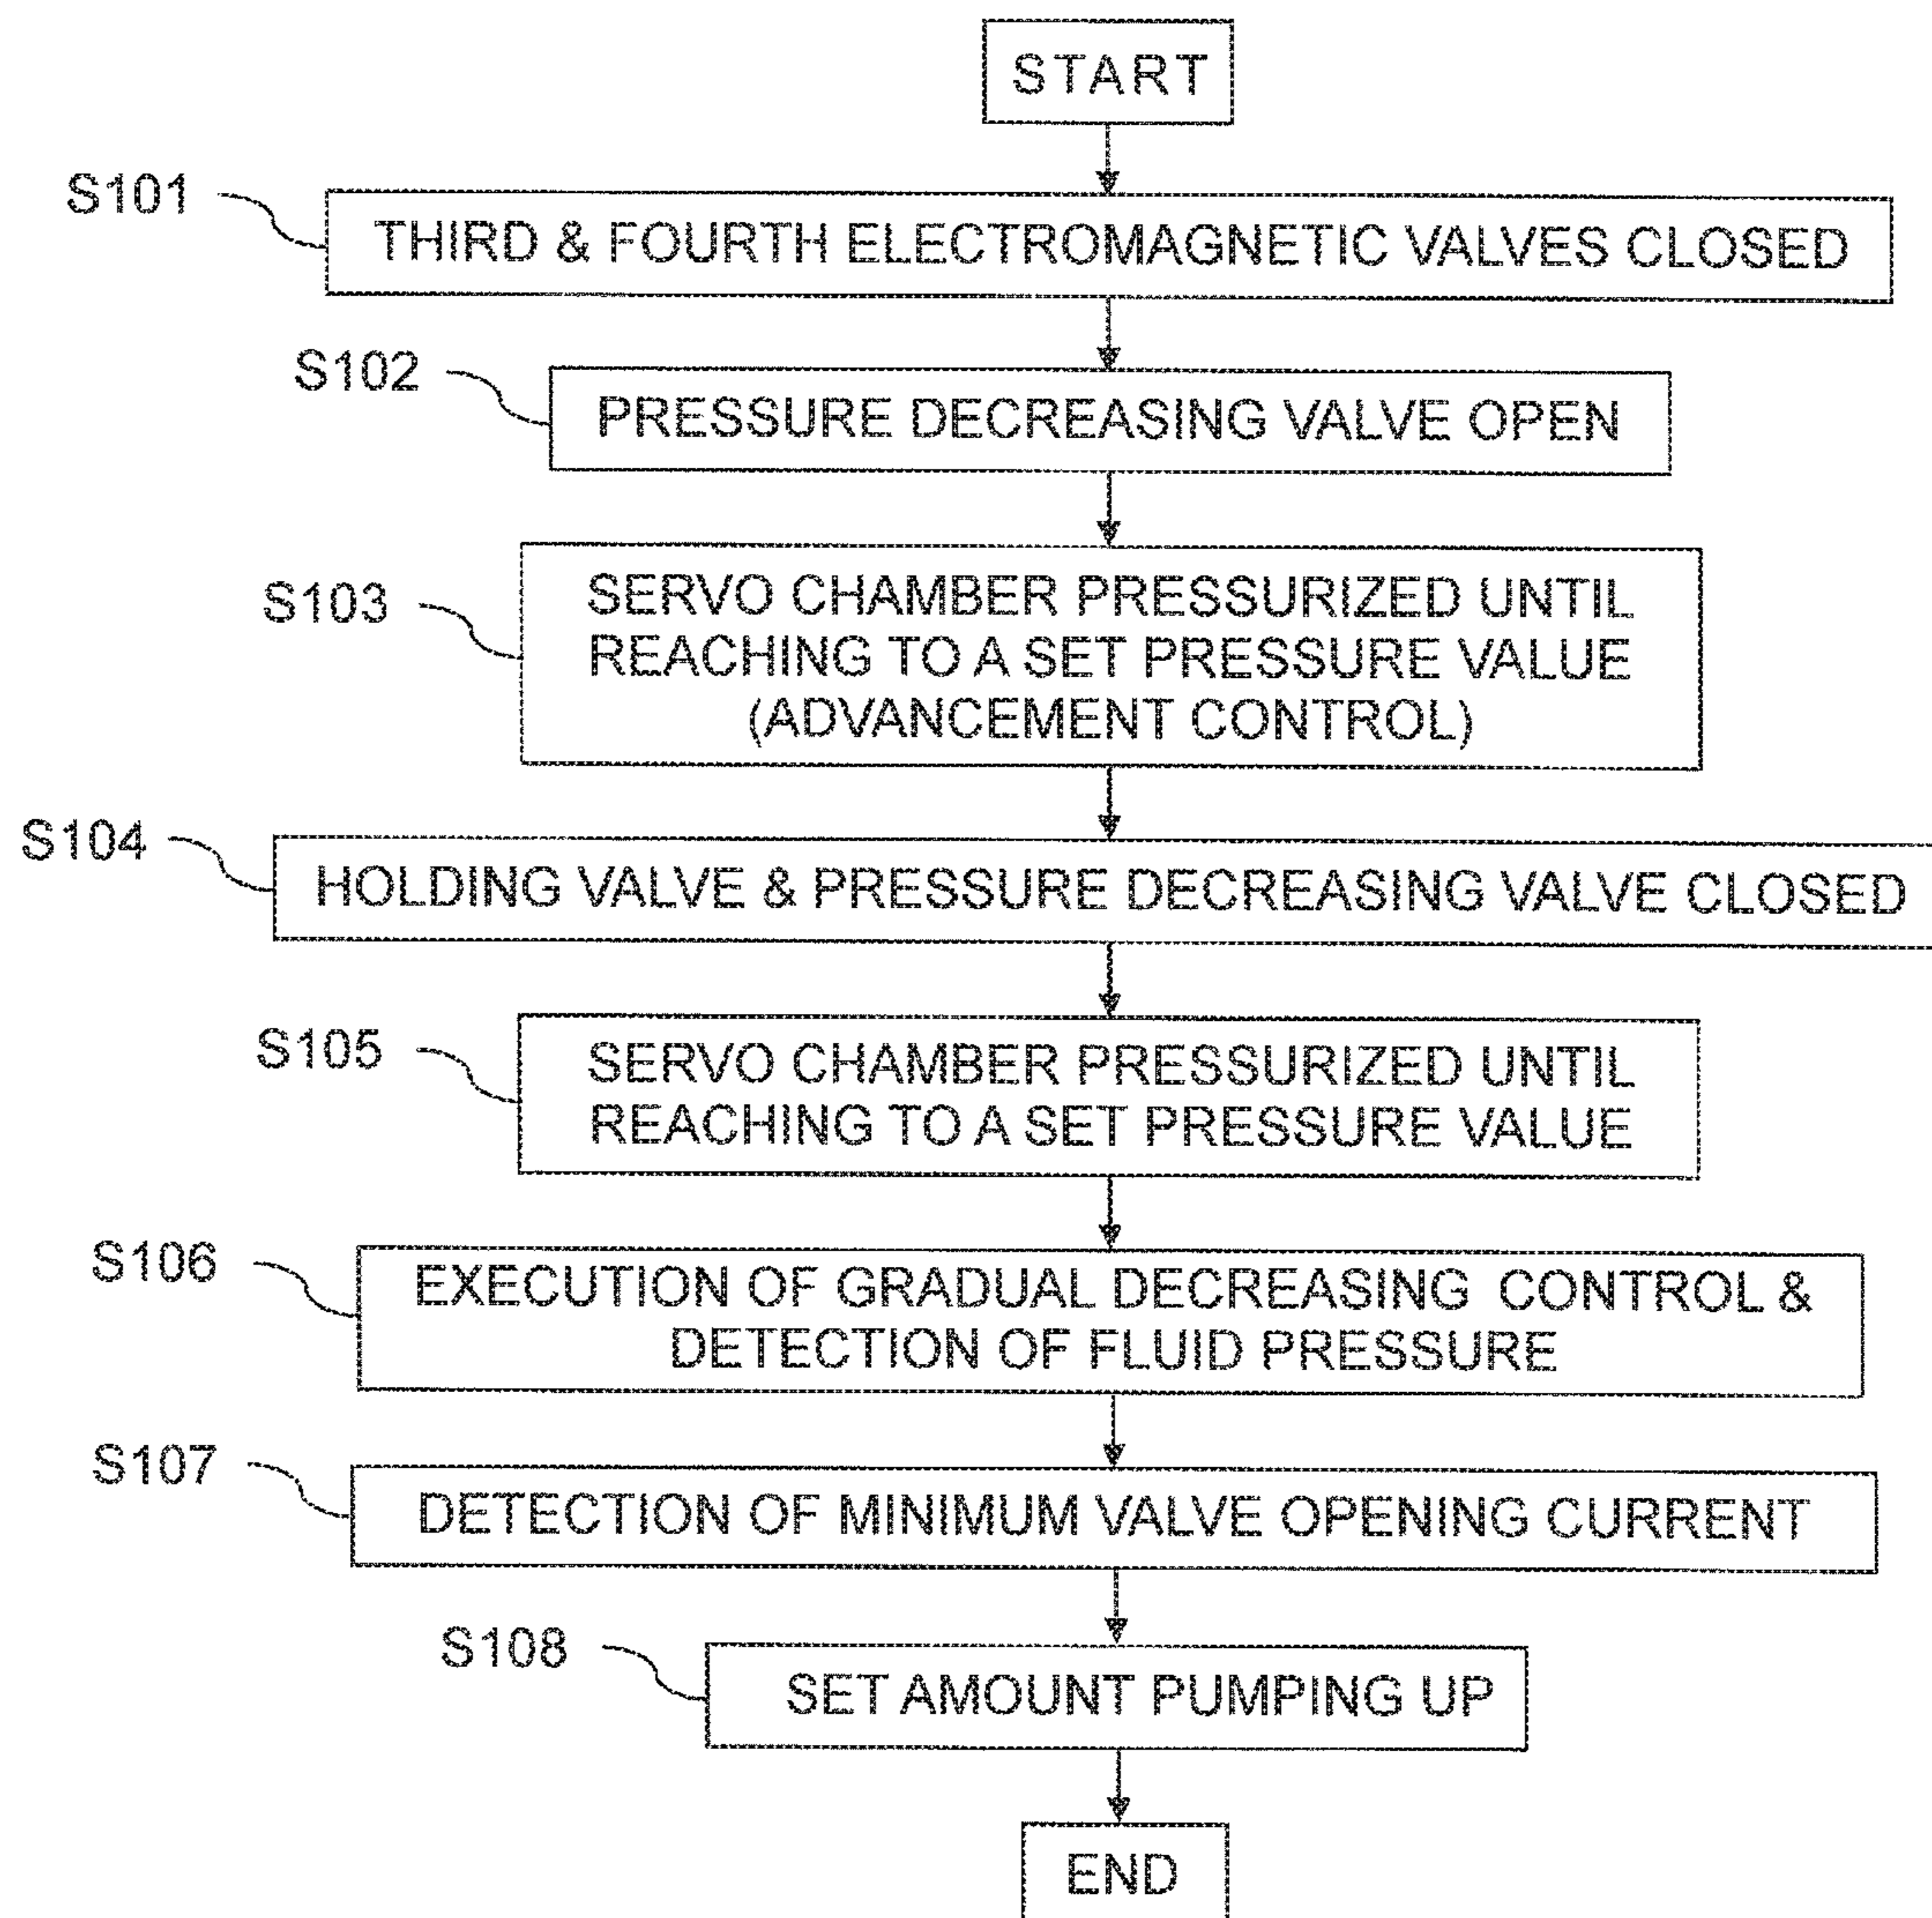 START
S101
THIRD & FOURTH ELECTROMAGNETIC VALVES CLOSED
S102
PRESSURE DECREASING VALVE OPEN
S103
SERVO CHAMBER PRESSURIZED UNTIL
REACHING TO A SET PRESSURE VALUE
(ADVANCEMENT CONTROL)
S104
HOLDING VALVE & PRESSURE DECREASING VALVE CLOSED
S105
SERVO CHAMBER PRESSURIZED UNTIL
REACHING TO A SET PRESSURE VALUE
S106
EXECUTION OF GRADUAL DECREASING CONTROL &
DETECTION OF FLUID PRESSURE
S107
DETECTION OF MINIMUM VALVE OPENING CURRENT
S108
SET AMOUNT PUMPING UP
END